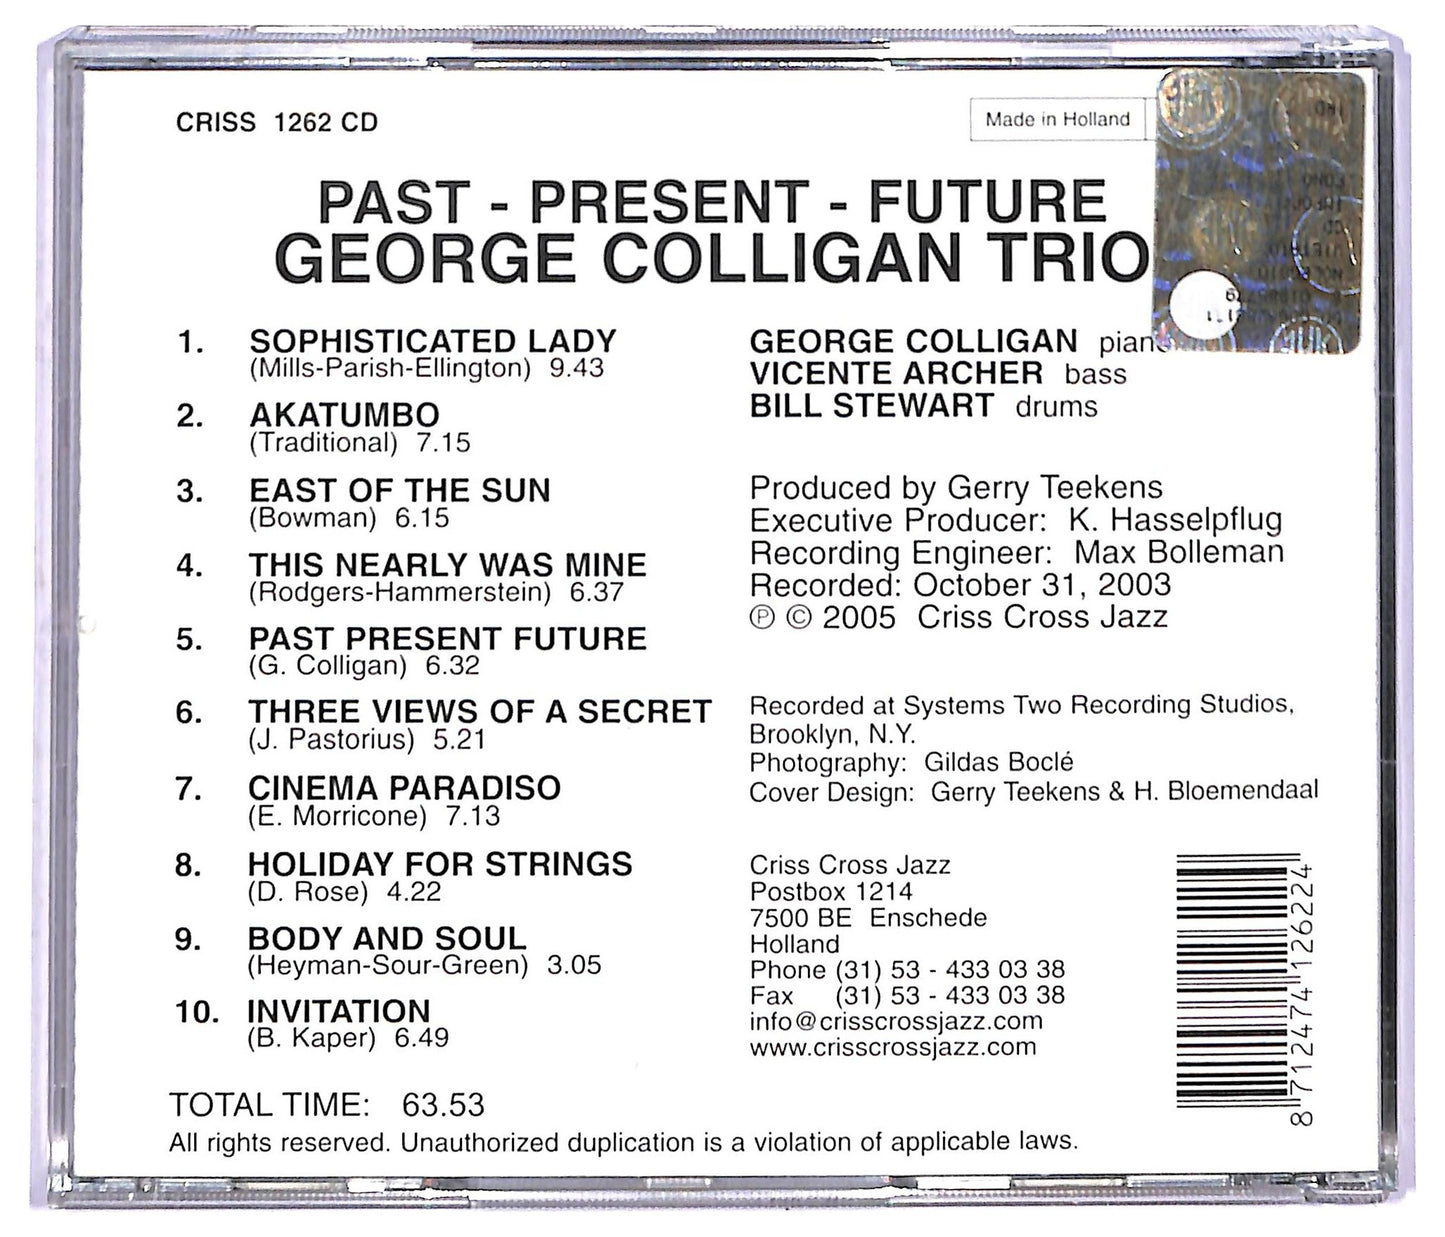 CRISS 1262 CD
Made in Holland
PAST - PRESENT - FUTURE
GEORGE COLLIGAN TRIO
1. SOPHISTICATED LADY
(Mills-Parish-Ellington) 9.43
2. AKATUMBO
(Traditional) 7.15
3. EAST OF THE SUN
(Bowman) 6.15
4. THIS NEARLY WAS MINE
(Rodgers-Hammerstein) 6.37
5. PAST PRESENT FUTURE
(G. Colligan) 6.32
6. THREE VIEWS OF A SECRET
(J. Pastorius) 5.21
7. CINEMA PARADISO
(E. Morricone) 7.13
8. HOLIDAY FOR STRINGS
(D. Rose) 4.22
9. BODY AND SOUL
(Heyman-Sour-Green) 3.05
10. INVITATION
(B. Kaper) 6.49
TOTAL TIME: 63.53
All rights reserved. Unauthorized duplication is a violation of applicable laws.
GEORGE COLLIGAN piano
VICENTE ARCHER bass
BILL STEWART drums
Produced by Gerry Teekens
Executive Producer: K. Hasselpflug
Recording Engineer: Max Bolleman
Recorded: October 31, 2003
℗ © 2005 Criss Cross Jazz
Recorded at Systems Two Recording Studios,
Brooklyn, N.Y.
Photography: Gildas Boclé
Cover Design: Gerry Teekens & H. Bloemendaal
Criss Cross Jazz
Postbox 1214
7500 BE Enschede
Holland
Phone (31) 53 - 433 03 38
Fax (31) 53 - 433 03 38
info@crisscrossjazz.com
www.crisscrossjazz.com
8 712474 126224